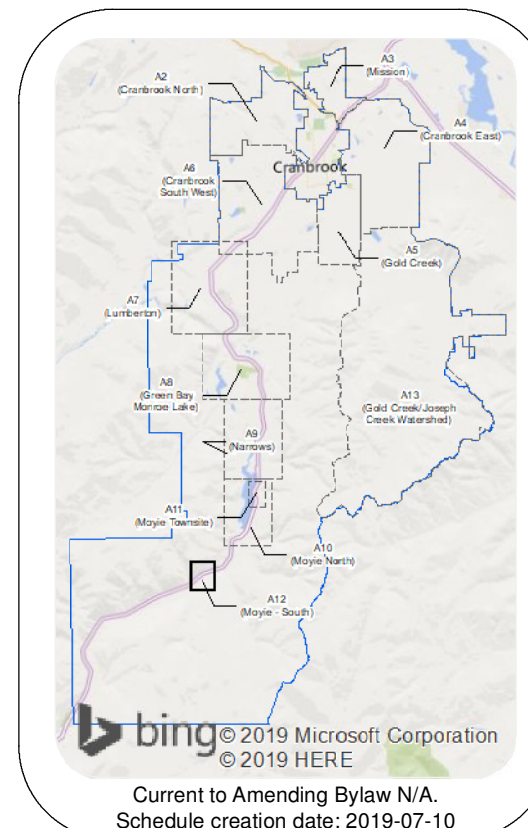 A3
(Mission)
A2
(Cranbrook North)
A4
(Cranbrook East)
Cranbrook
A6
(Cranbrook
South West)
A5
(Gold Creek)
A7
(Lumberton)
A8
(Green Bay
Monroe Lake)
A13
(Gold Creek/Joseph
Creek Watershed)
A9
(Narrows)
A11
(Moyie Townsite)
A10
(Moyie North)
A12
(Moyie - South)
bing
© 2019 Microsoft Corporation
© 2019 HERE
Current to Amending Bylaw N/A.
Schedule creation date: 2019-07-10